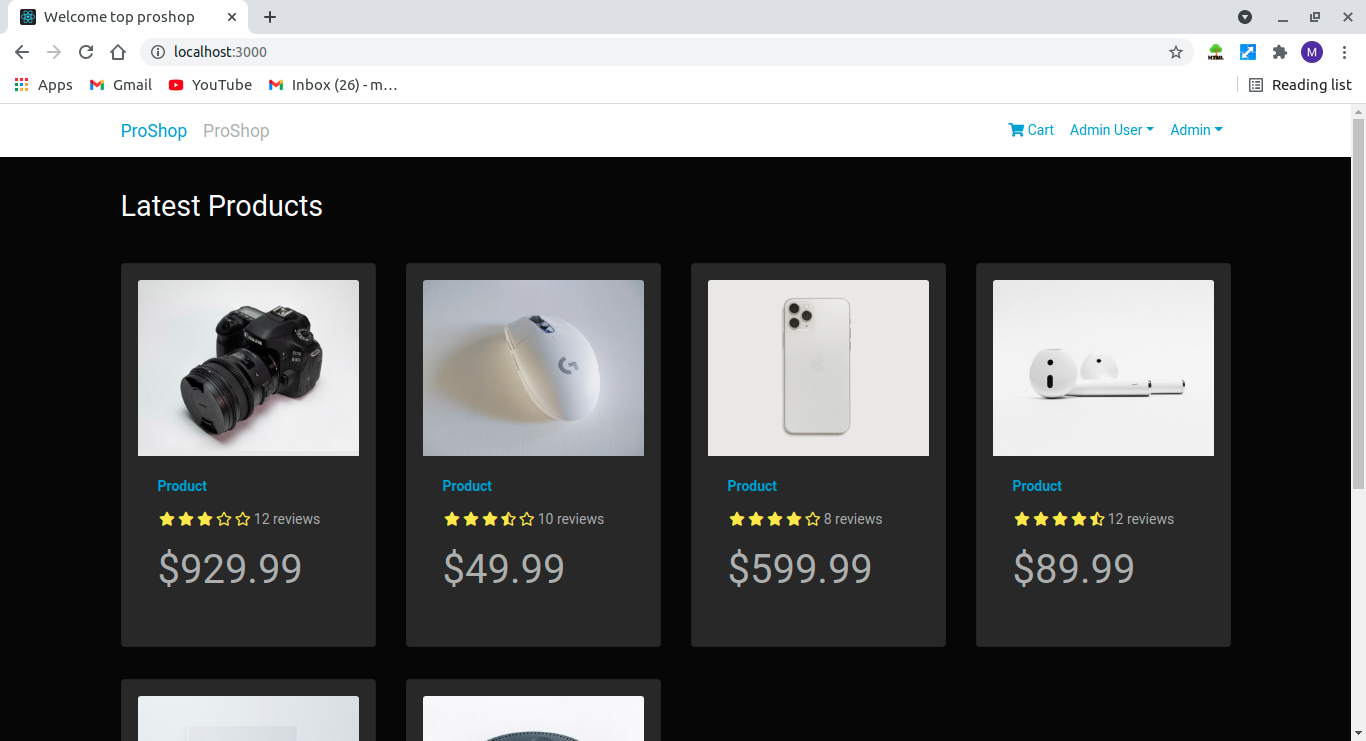 Welcome top proshop
localhost:3000
M
Apps Gmail YouTube Inbox (26) - m…
Reading list
ProShop ProShop Cart Admin User Admin
Latest Products
Canon
EOS
G
Product
12 reviews
$929.99
Product
10 reviews
$49.99
Product
8 reviews
$599.99
Product
12 reviews
$89.99